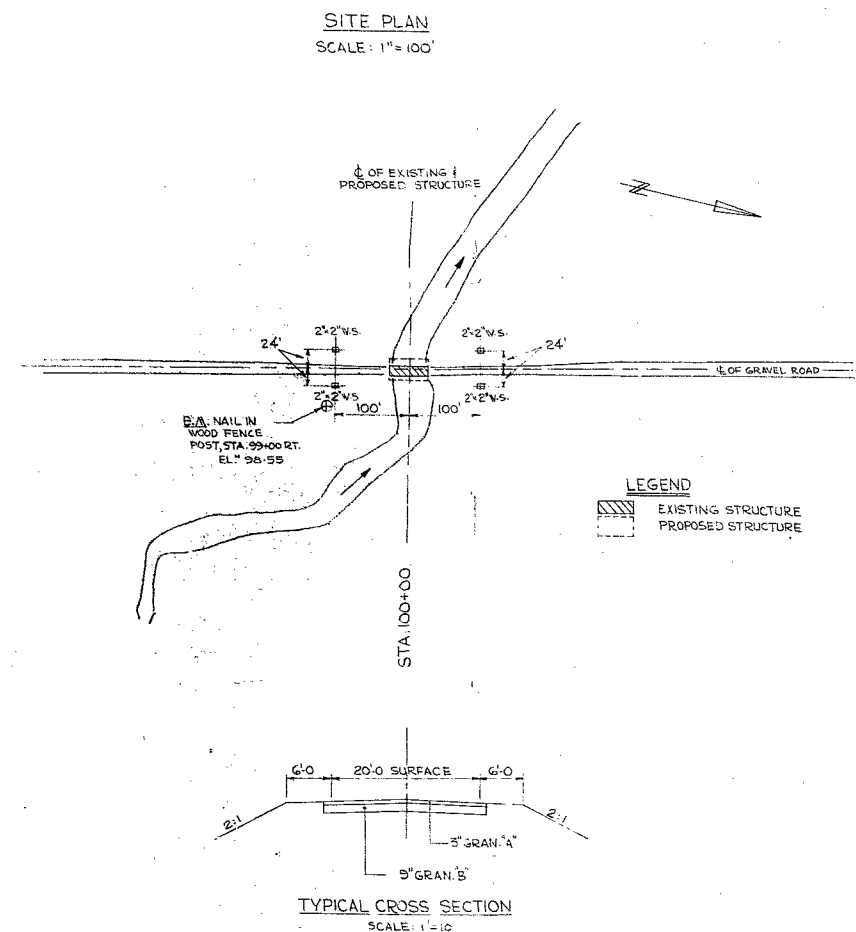 SITE PLAN
SCALE: 1"=100'
℄ OF EXISTING &
PROPOSED STRUCTURE
N
2"x2" W.S.
2"x2" W.S.
24'
24'
℄ OF GRAVEL ROAD
2"x2" W.S.
2"x2" W.S.
100'
100'
B.M. NAIL IN
WOOD FENCE
POST, STA. 99+00 RT.
EL.N 98.55
LEGEND
EXISTING STRUCTURE
PROPOSED STRUCTURE
STA. 100+00
6'-0
20'-0 SURFACE
6'-0
2:1
2:1
3" GRAN. "A"
9" GRAN. "B"
TYPICAL CROSS SECTION
SCALE: 1"=10